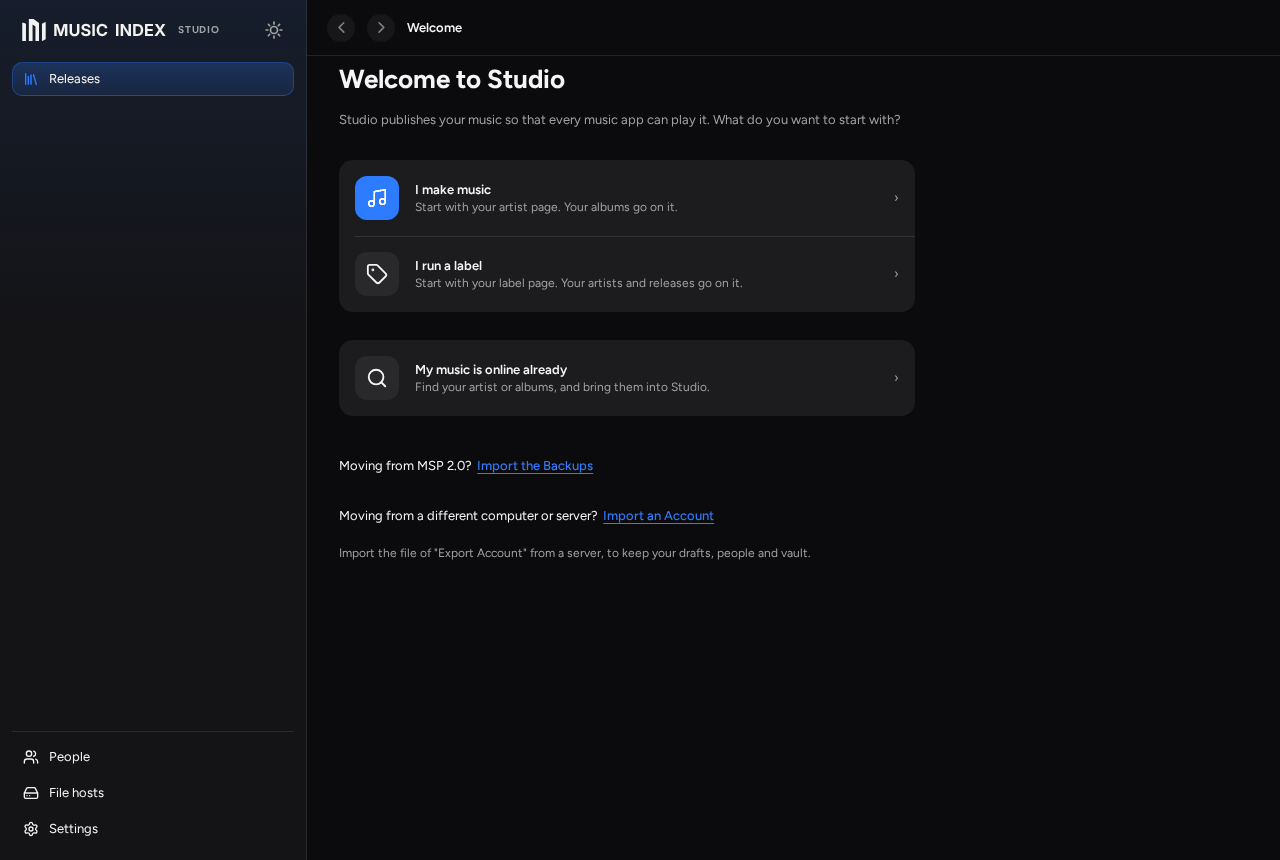 MUSIC INDEX STUDIO
Releases
People
File hosts
Settings
Welcome
Welcome to Studio
Studio publishes your music so that every music app can play it. What do you want to start with?
I make music
Start with your artist page. Your albums go on it.
I run a label
Start with your label page. Your artists and releases go on it.
My music is online already
Find your artist or albums, and bring them into Studio.
Moving from MSP 2.0? Import the Backups
Moving from a different computer or server? Import an Account
Import the file of "Export Account" from a server, to keep your drafts, people and vault.